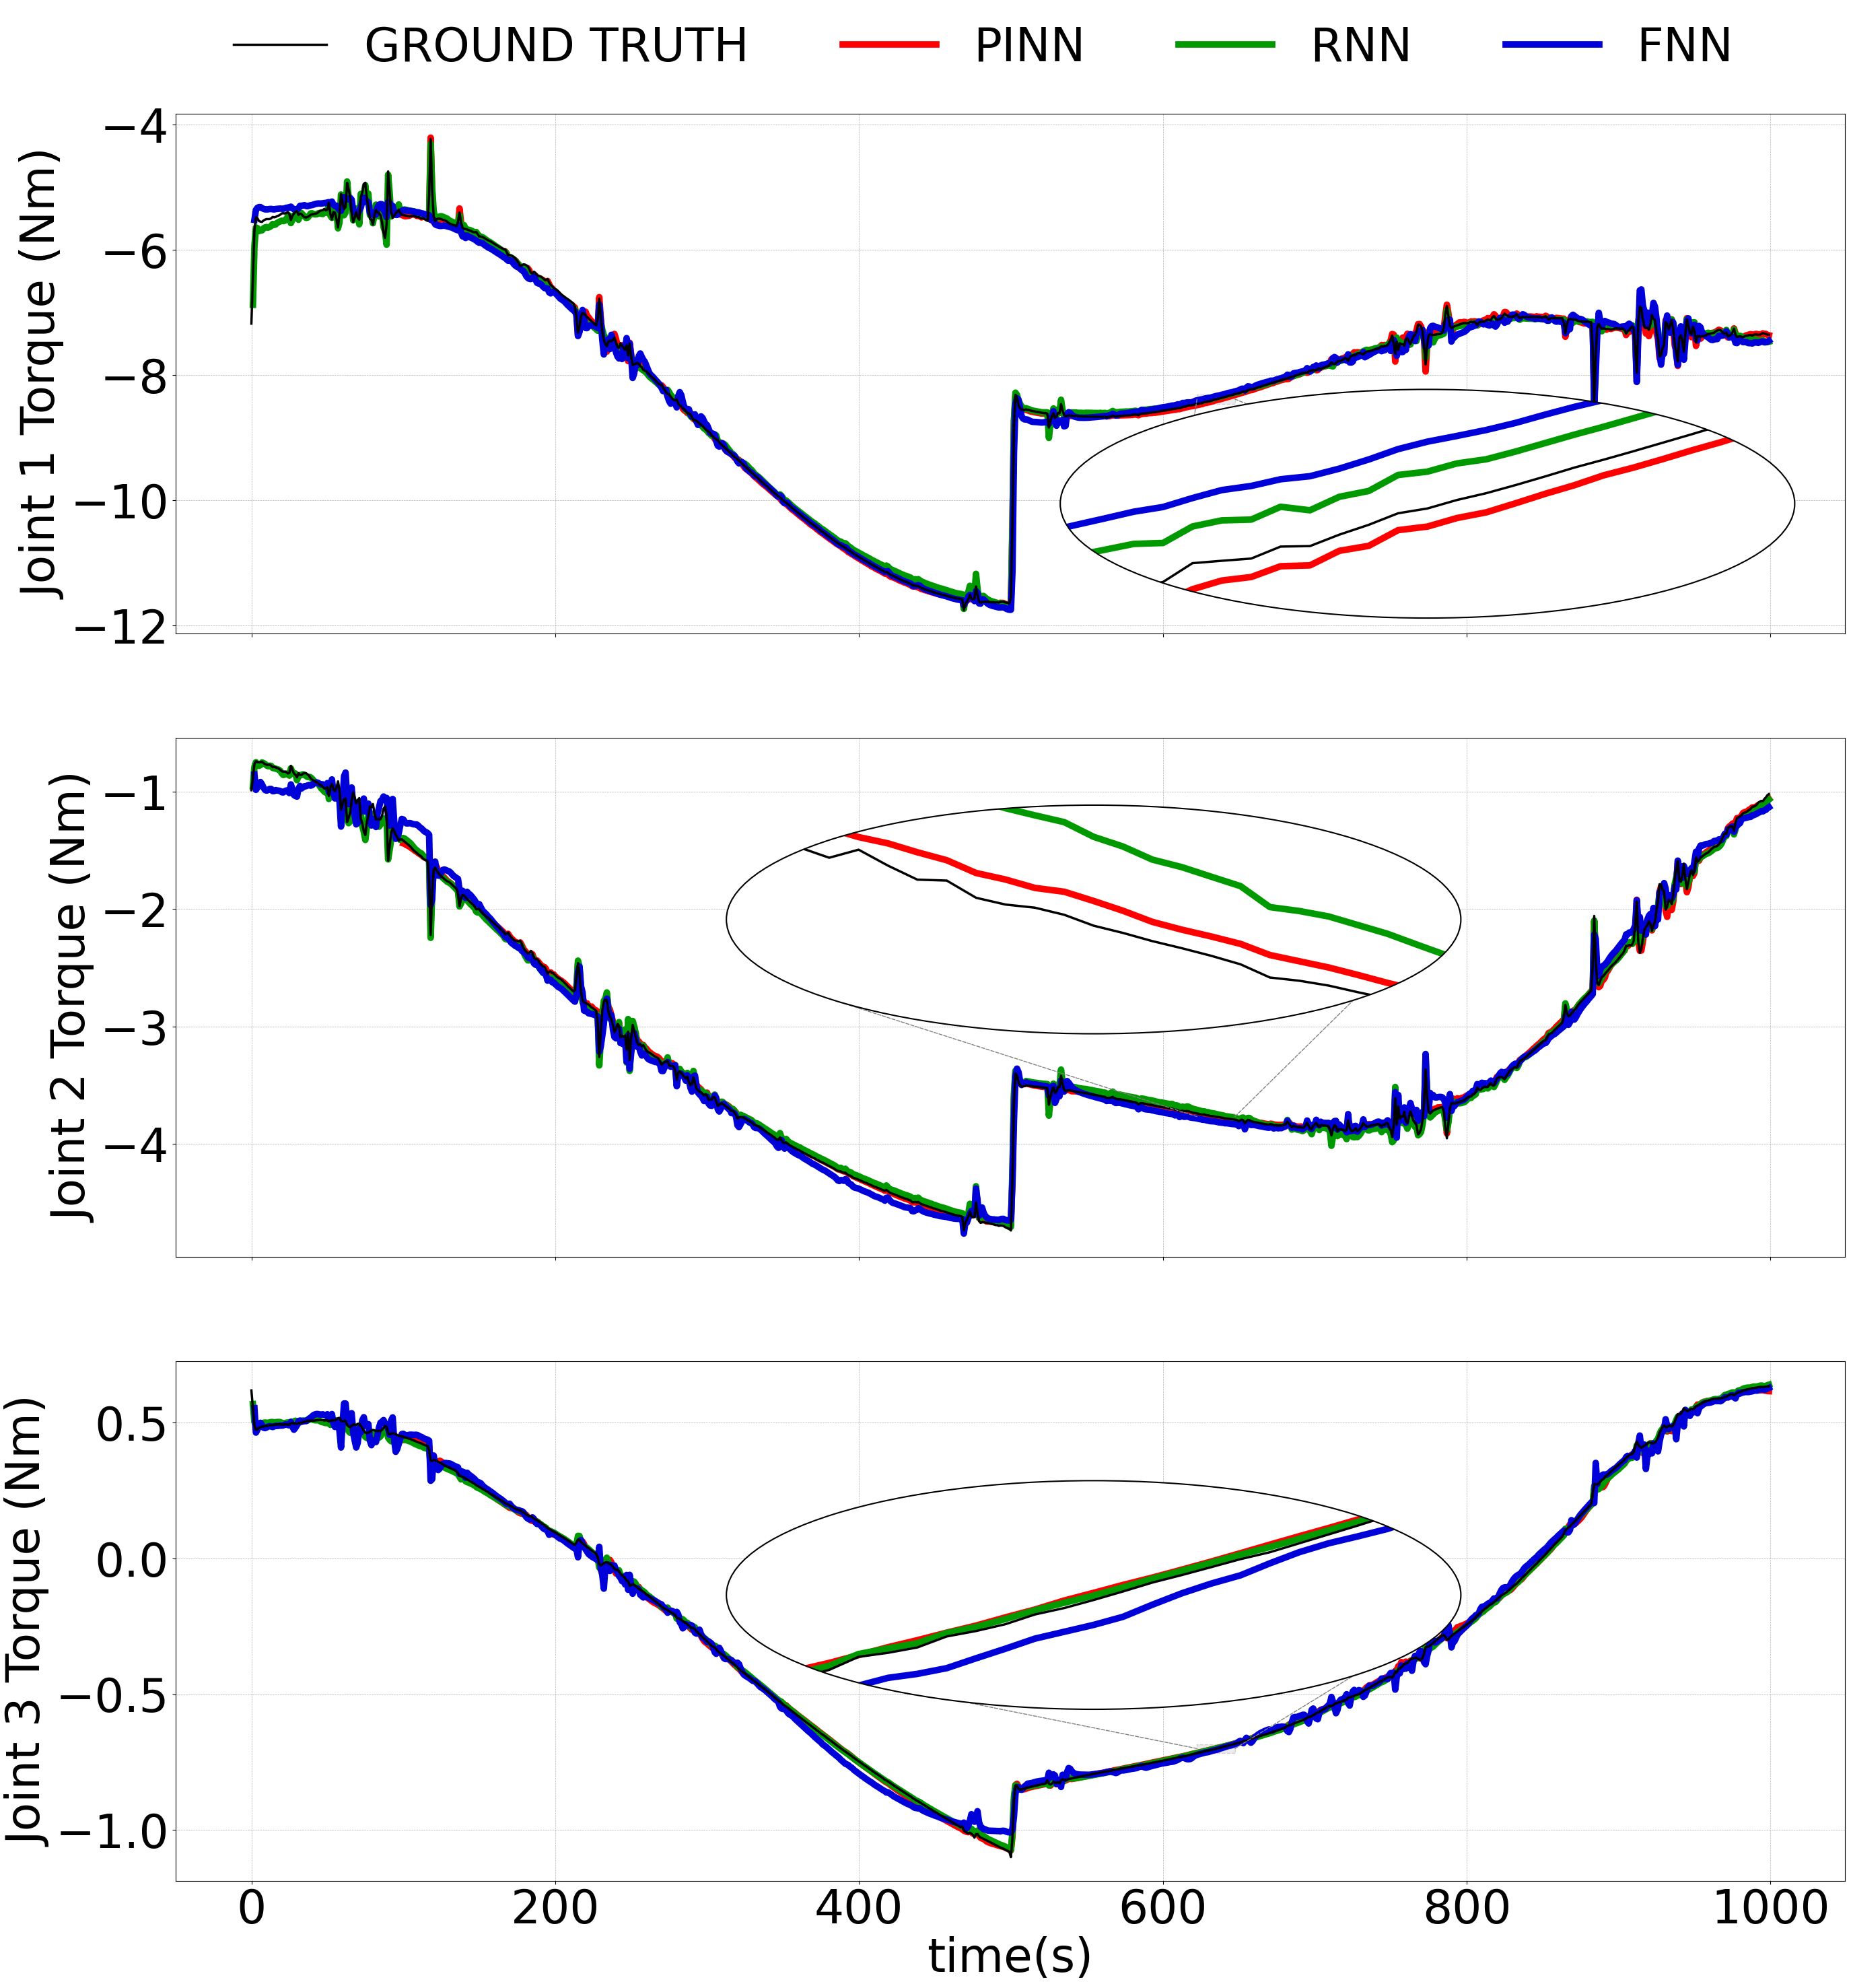 GROUND TRUTH PINN RNN FNN
Joint 1 Torque (Nm)
−4
−6
−8
−10
−12
Joint 2 Torque (Nm)
−1
−2
−3
−4
Joint 3 Torque (Nm)
0.5
0.0
−0.5
−1.0
0 200 400 600 800 1000
time(s)